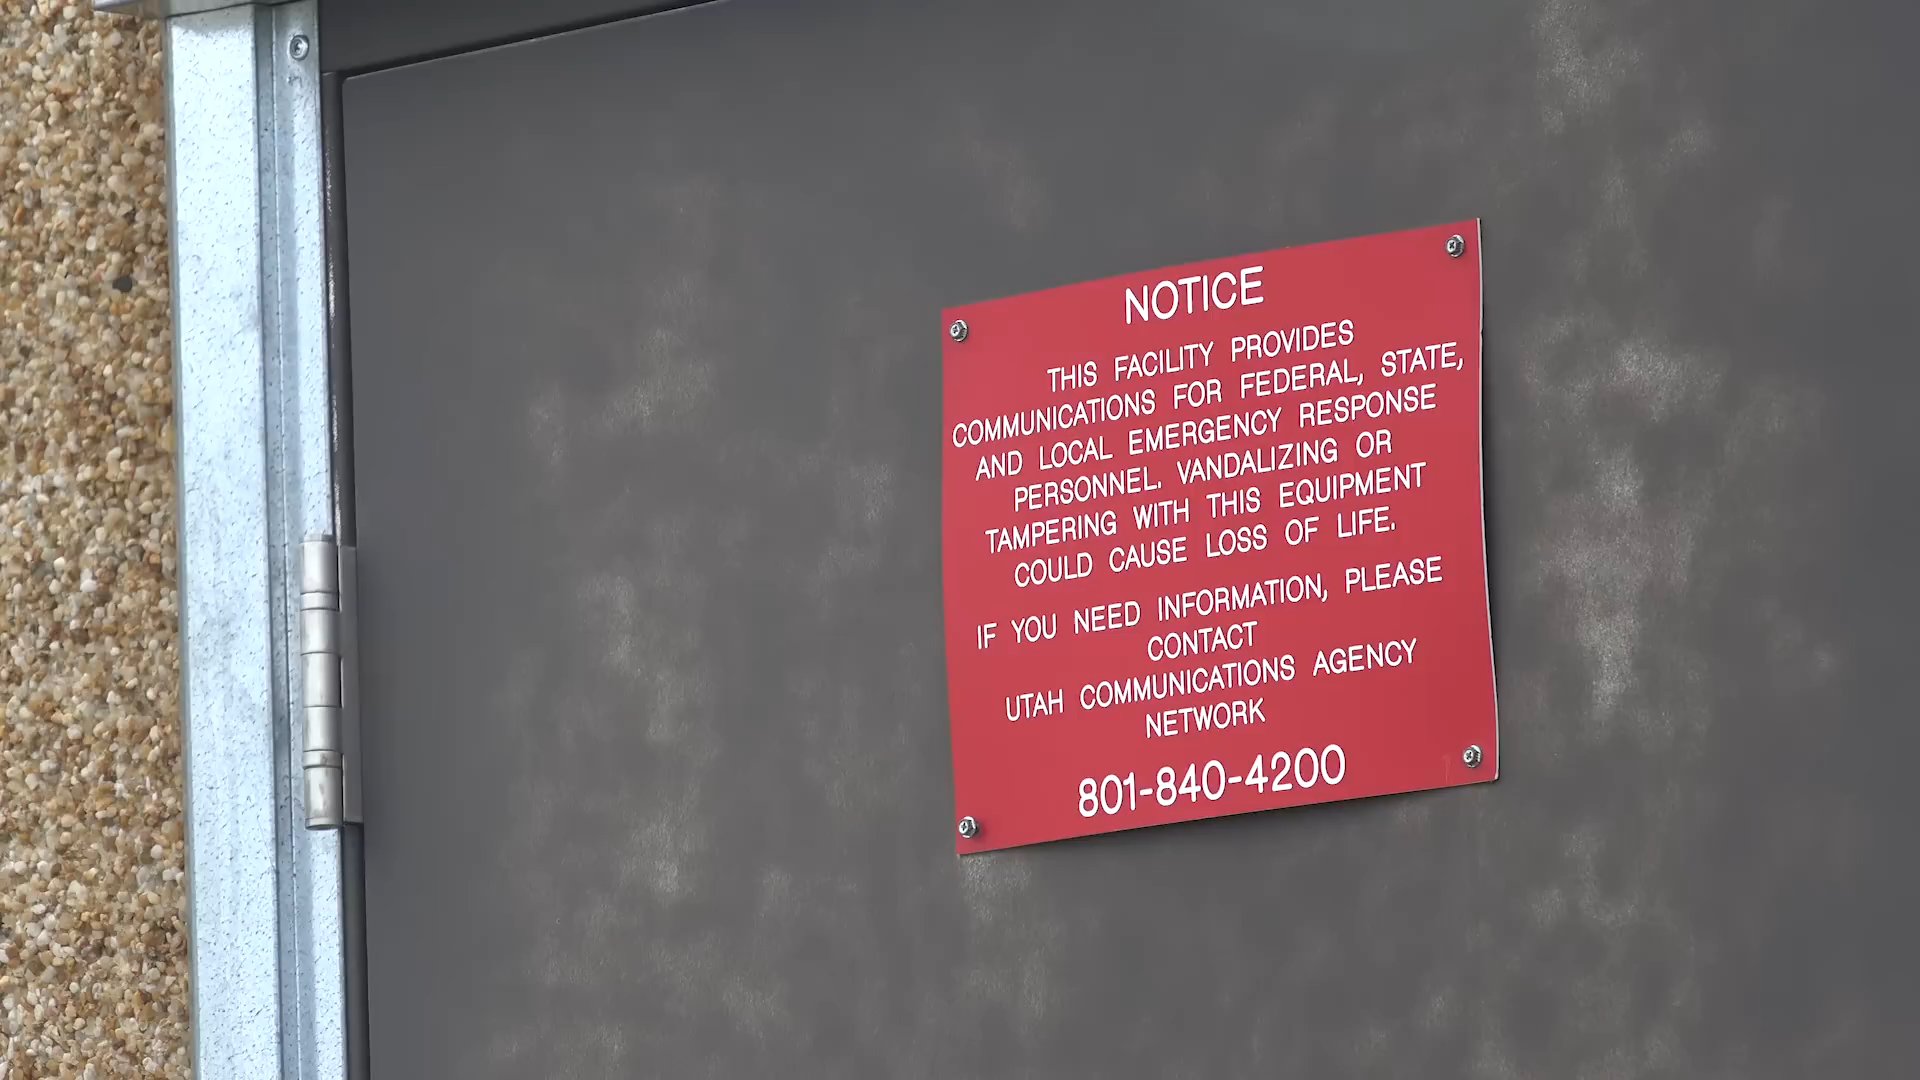 NOTICE
THIS FACILITY PROVIDES
COMMUNICATIONS FOR FEDERAL, STATE,
AND LOCAL EMERGENCY RESPONSE
PERSONNEL. VANDALIZING OR
TAMPERING WITH THIS EQUIPMENT
COULD CAUSE LOSS OF LIFE.
IF YOU NEED INFORMATION, PLEASE
CONTACT
UTAH COMMUNICATIONS AGENCY
NETWORK
801-840-4200